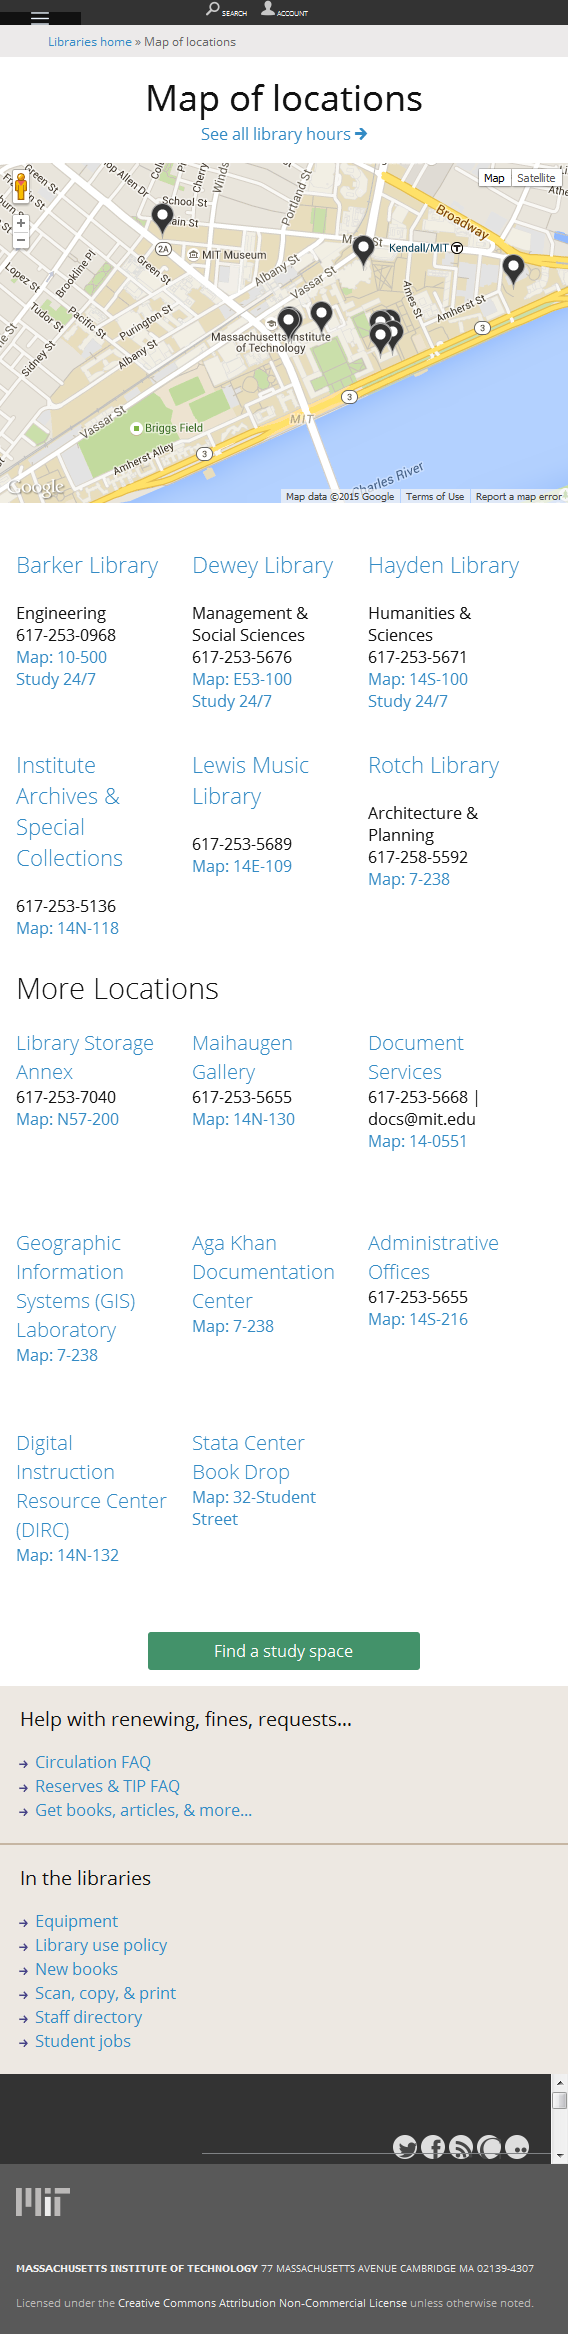 SEARCH ACCOUNT
Libraries home » Map of locations
Map of locations
See all library hours
Map Satellite
School St
Cherry
Portland St
Broadway
Kendall/MIT T
2A
MIT Museum
Albany St
Vassar St
Green St
Ames St
Amherst St
3
Brookline Pl
Lopez St
Tudor St
Pacific St
Purington St
Sidney St
Albany St
Massachusetts Institute
of Technology
Vassar St
Briggs Field
MIT
3
3
Amherst Alley
Charles River
Google
Map data ©2015 Google Terms of Use Report a map error
Barker Library
Engineering
617-253-0968
Map: 10-500
Study 24/7
Dewey Library
Management &
Social Sciences
617-253-5676
Map: E53-100
Study 24/7
Hayden Library
Humanities &
Sciences
617-253-5671
Map: 14S-100
Study 24/7
Institute
Archives &
Special
Collections
617-253-5136
Map: 14N-118
Lewis Music
Library
617-253-5689
Map: 14E-109
Rotch Library
Architecture &
Planning
617-258-5592
Map: 7-238
More Locations
Library Storage
Annex
617-253-7040
Map: N57-200
Maihaugen
Gallery
617-253-5655
Map: 14N-130
Document
Services
617-253-5668 |
docs@mit.edu
Map: 14-0551
Geographic
Information
Systems (GIS)
Laboratory
Map: 7-238
Aga Khan
Documentation
Center
Map: 7-238
Administrative
Offices
617-253-5655
Map: 14S-216
Digital
Instruction
Resource Center
(DIRC)
Map: 14N-132
Stata Center
Book Drop
Map: 32-Student
Street
Find a study space
Help with renewing, fines, requests...
Circulation FAQ
Reserves & TIP FAQ
Get books, articles, & more...
In the libraries
Equipment
Library use policy
New books
Scan, copy, & print
Staff directory
Student jobs
MIT
MASSACHUSETTS INSTITUTE OF TECHNOLOGY 77 MASSACHUSETTS AVENUE CAMBRIDGE MA 02139-4307
Licensed under the Creative Commons Attribution Non-Commercial License unless otherwise noted.